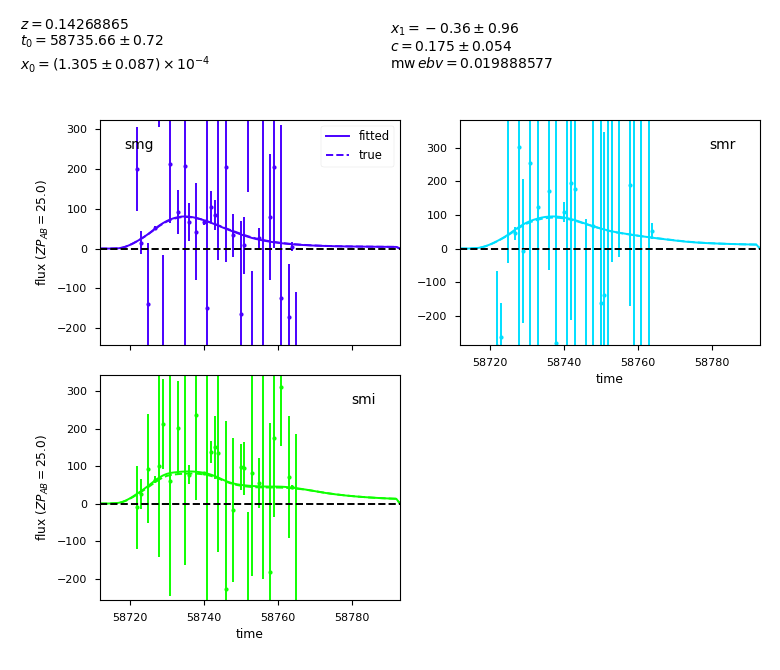 z = 0.14268865
t₀ = 58735.66 ± 0.72
x₀ = (1.305 ± 0.087) × 10⁻⁴
x₁ = −0.36 ± 0.96
c = 0.175 ± 0.054
mw ebv = 0.019888577
smg
fitted
true
300
200
100
0
−100
−200
flux (ZP_AB = 25.0)
smr
300
200
100
0
−100
−200
58720 58740 58760 58780
time
smi
300
200
100
0
−100
−200
flux (ZP_AB = 25.0)
58720 58740 58760 58780
time